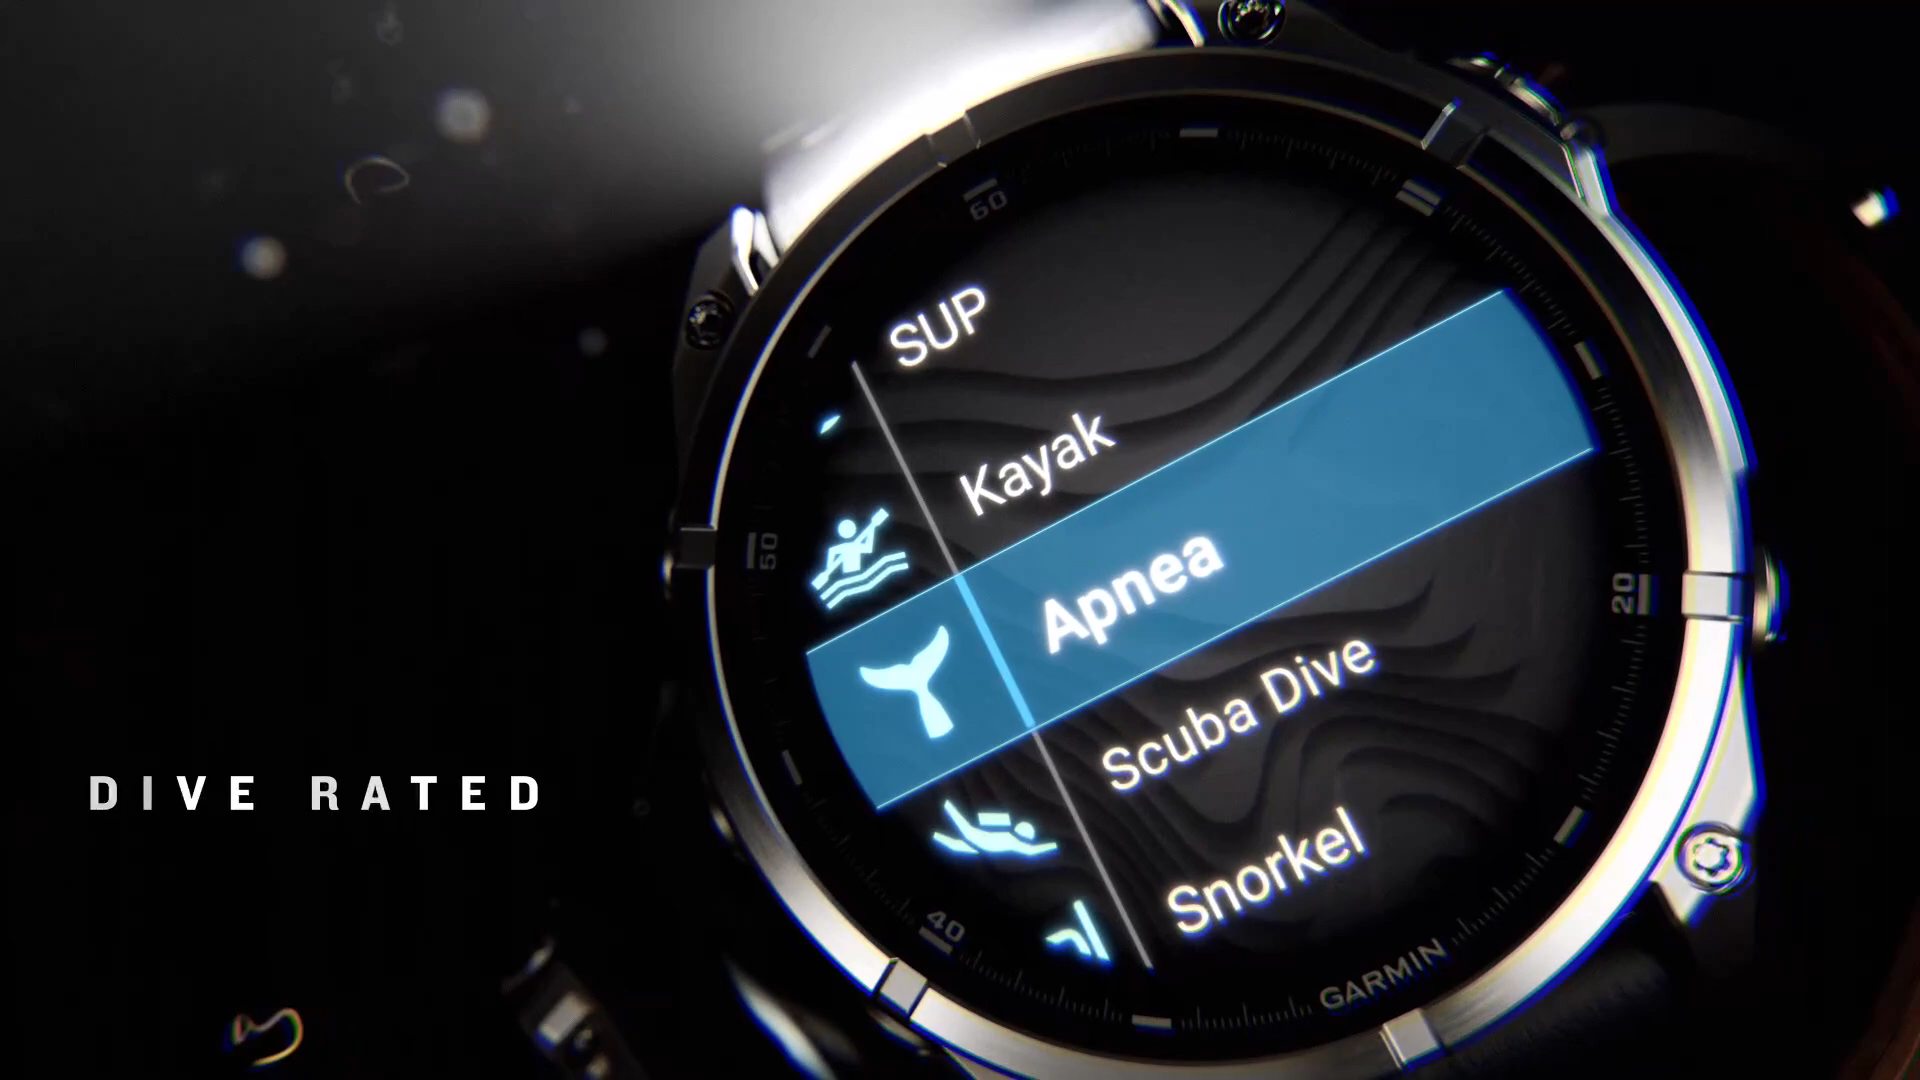 60
SUP
Kayak
50
Apnea
20
Scuba Dive
DIVE RATED
Snorkel
40
GARMIN